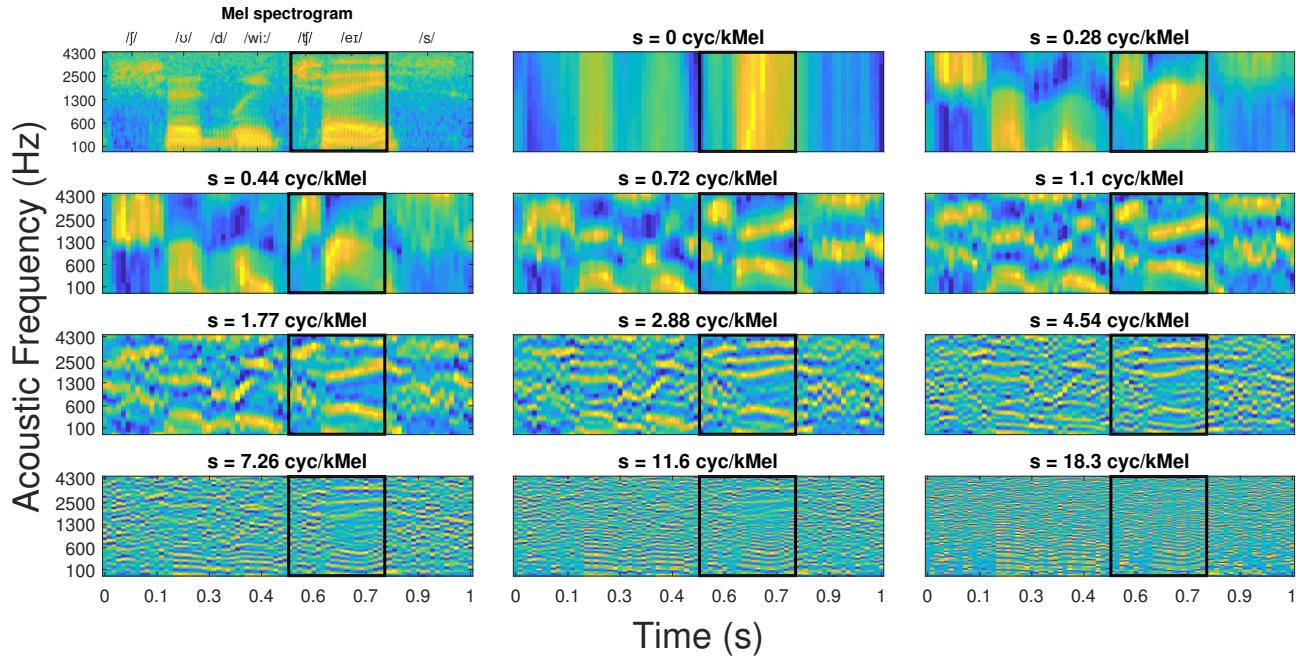 Mel spectrogram
/ʃ/ /ʊ/ /d/ /wiː/ /ʧ/ /eɪ/ /s/
4300
2500
1300
600
100
s = 0 cyc/kMel
s = 0.28 cyc/kMel
s = 0.44 cyc/kMel
4300
2500
1300
600
100
s = 0.72 cyc/kMel
s = 1.1 cyc/kMel
s = 1.77 cyc/kMel
4300
2500
1300
600
100
s = 2.88 cyc/kMel
s = 4.54 cyc/kMel
s = 7.26 cyc/kMel
4300
2500
1300
600
100
0 0.1 0.3 0.4 0.6 0.7 0.9 1
s = 11.6 cyc/kMel
0 0.1 0.3 0.4 0.6 0.7 0.9 1
s = 18.3 cyc/kMel
0 0.1 0.3 0.4 0.6 0.7 0.9 1
Acoustic Frequency (Hz)
Time (s)